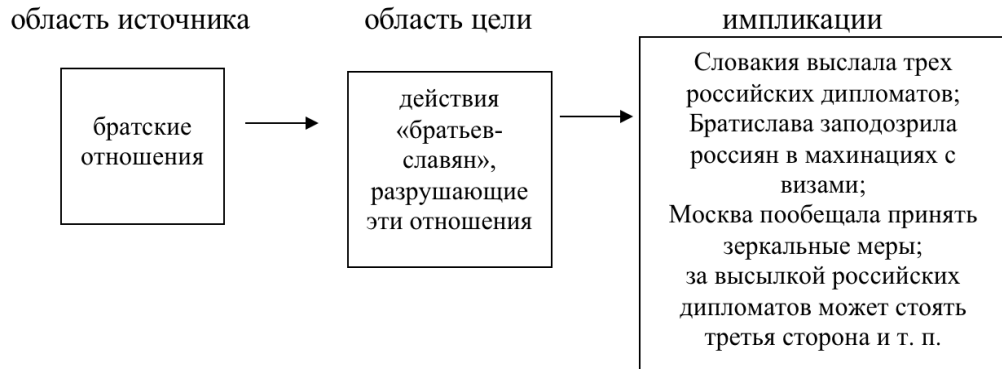 область источника
область цели
импликации
братские
отношения
действия
«братьев-
славян»,
разрушающие
эти отношения
Словакия выслала трех
российских дипломатов;
Братислава заподозрила
россиян в махинациях с
визами;
Москва пообещала принять
зеркальные меры;
за высылкой российских
дипломатов может стоять
третья сторона и т. п.